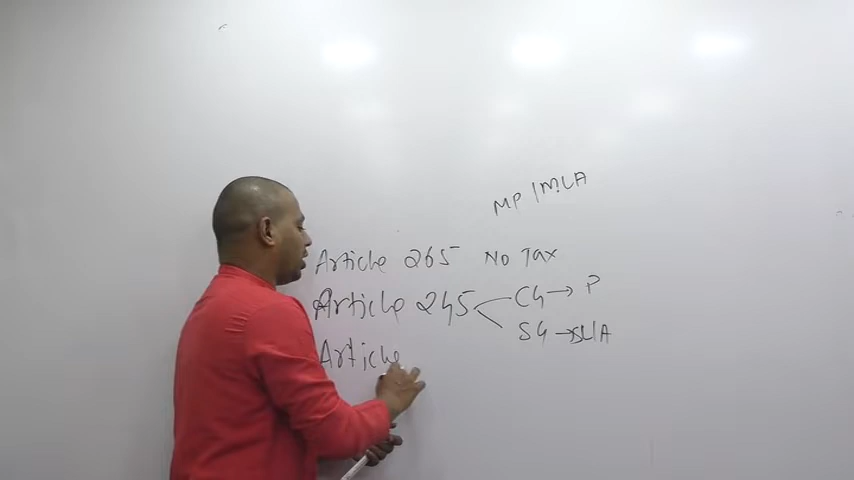 MP / MLA
Article 265 No Tax
Article 245 CG → P
SG → SLA
Article